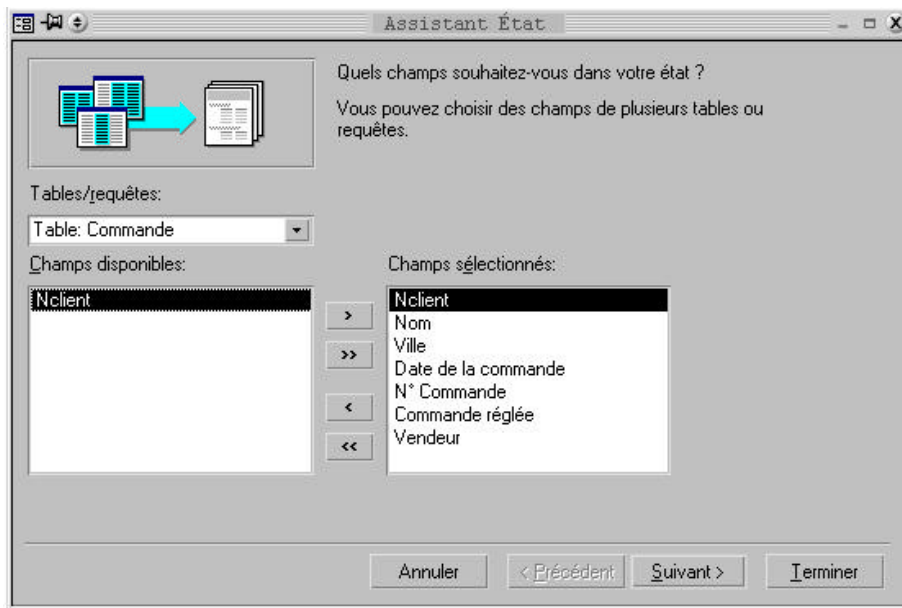 Assistant État
Quels champs souhaitez-vous dans votre état ?
Vous pouvez choisir des champs de plusieurs tables ou
requêtes.
Tables/requêtes:
Table: Commande
Champs disponibles:
Nclient
>
>>
<
<<
Champs sélectionnés:
Nclient
Nom
Ville
Date de la commande
N° Commande
Commande réglée
Vendeur
Annuler
< Précédent
Suivant >
Terminer